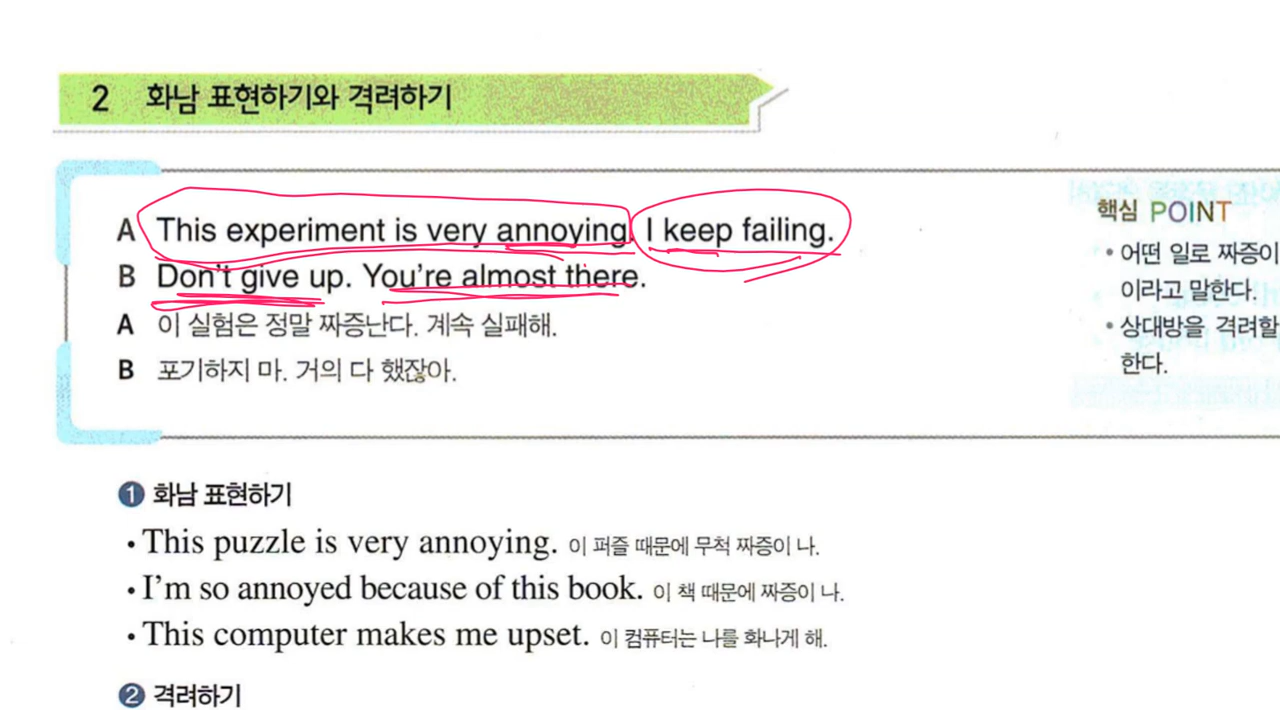 2 화남 표현하기와 격려하기
A This experiment is very annoying. I keep failing.
B Don't give up. You're almost there.
A 이 실험은 정말 짜증난다. 계속 실패해.
B 포기하지 마. 거의 다 했잖아.
핵심 POINT
• 어떤 일로 짜증이
이라고 말한다.
• 상대방을 격려할
한다.
1 화남 표현하기
• This puzzle is very annoying. 이 퍼즐 때문에 무척 짜증이 나.
• I'm so annoyed because of this book. 이 책 때문에 짜증이 나.
• This computer makes me upset. 이 컴퓨터는 나를 화나게 해.
2 격려하기